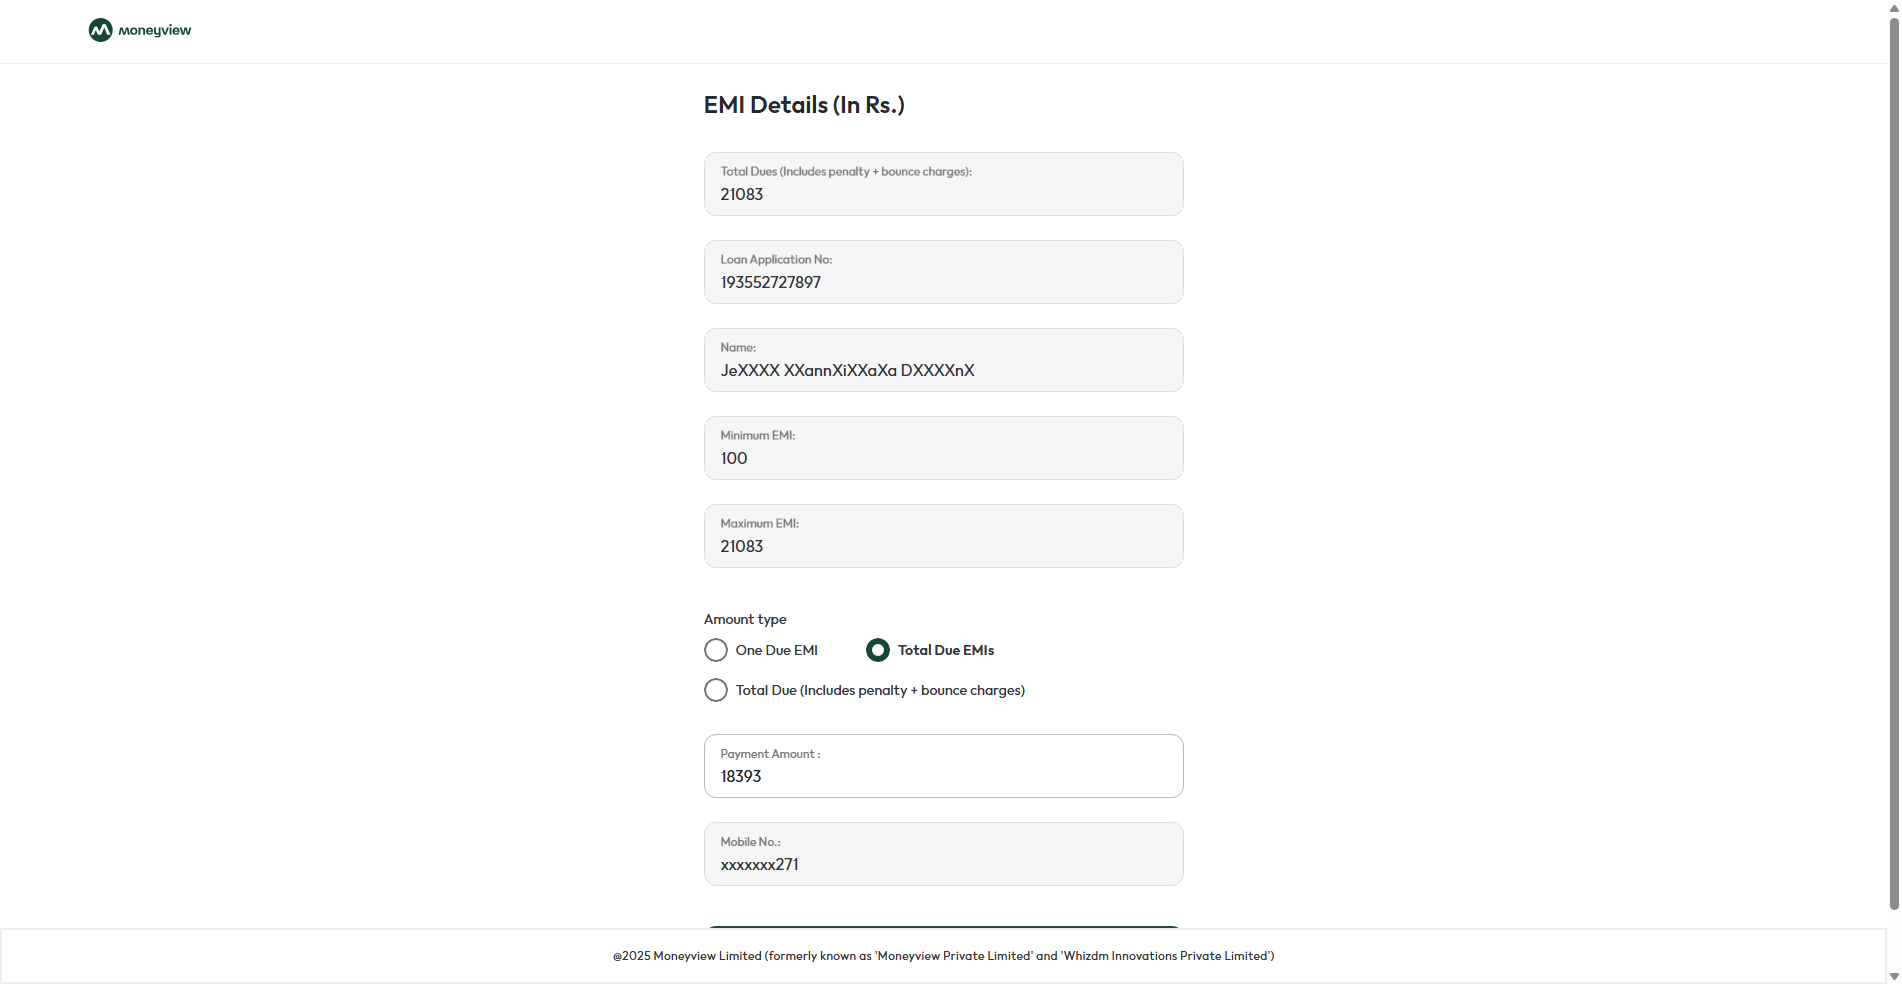 moneyview
EMI Details (In Rs.)
Total Dues (Includes penalty + bounce charges):
21083
Loan Application No:
193552727897
Name:
JeXXXX XXannXiXXaXa DXXXXnX
Minimum EMI:
100
Maximum EMI:
21083
Amount type
One Due EMI Total Due EMIs
Total Due (Includes penalty + bounce charges)
Payment Amount :
18393
Mobile No.:
xxxxxxx271
@2025 Moneyview Limited (formerly known as 'Moneyview Private Limited' and 'Whizdm Innovations Private Limited')